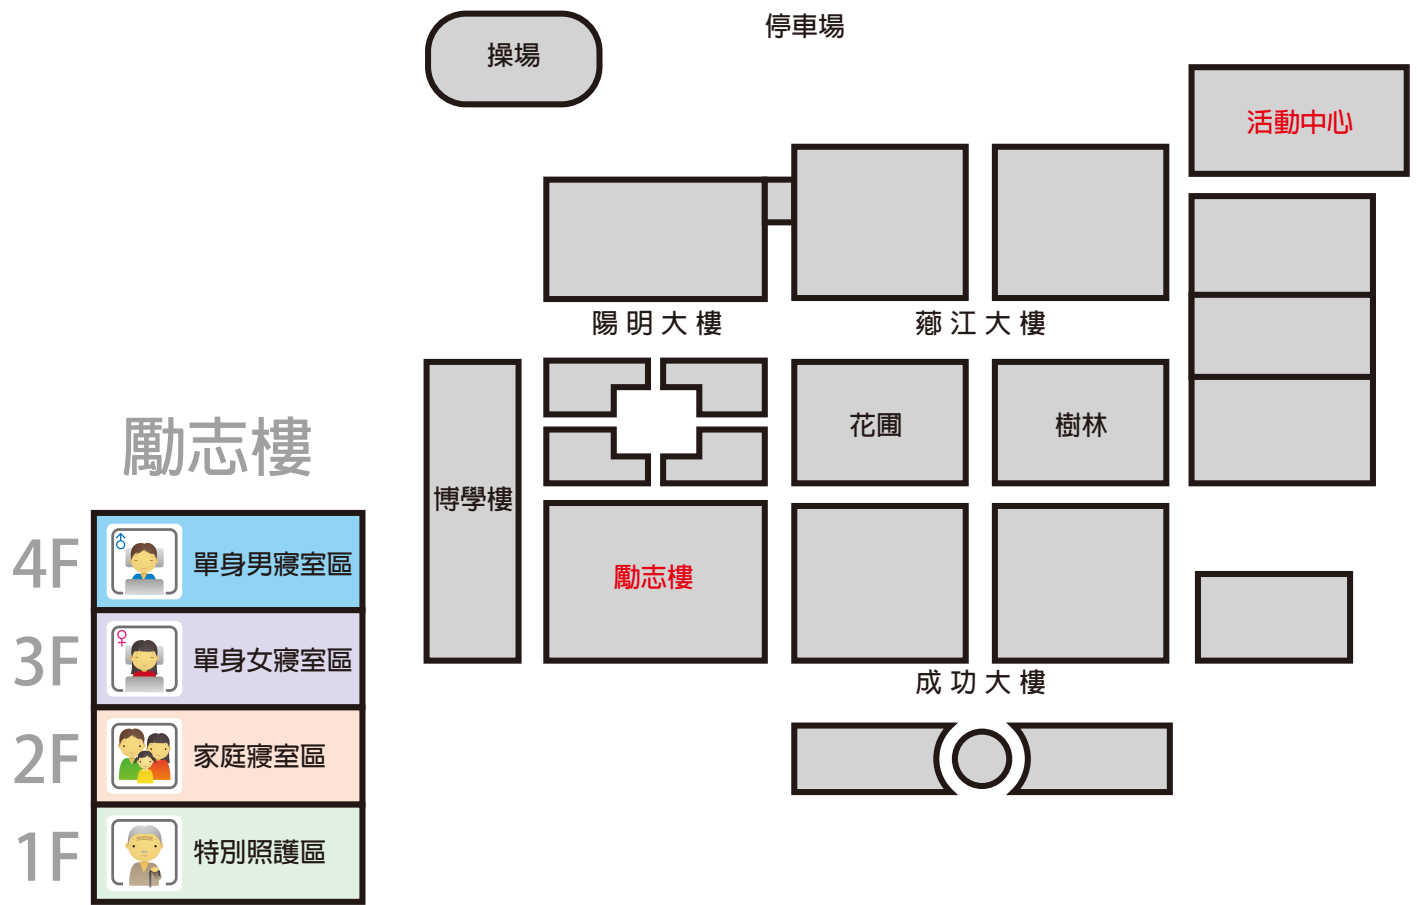 停車場
操場
活動中心
陽明大樓
薌江大樓
花圃
樹林
博學樓
勵志樓
成功大樓
勵志樓
4F 單身男寢室區
3F 單身女寢室區
2F 家庭寢室區
1F 特別照護區